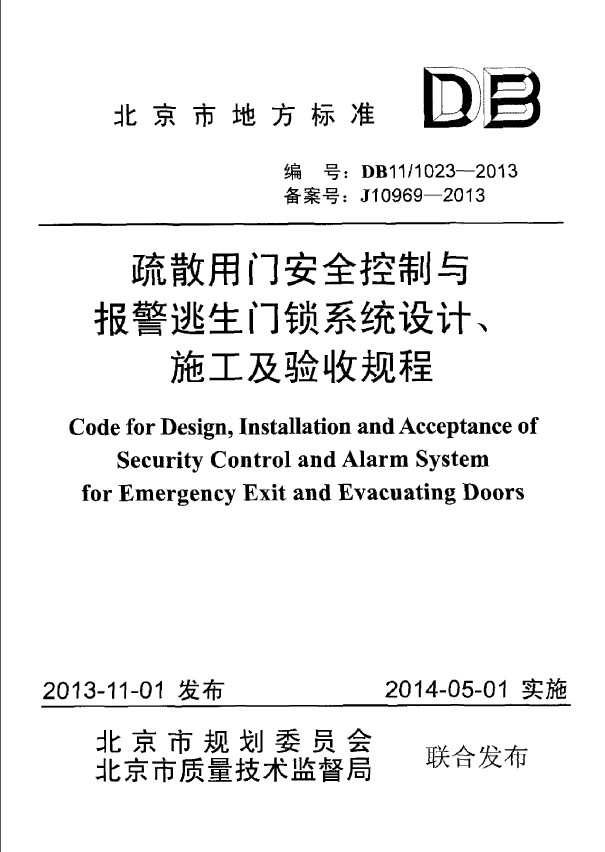 北京市地方标准
DB
编 号：DB11/1023—2013
备案号：J10969—2013
疏散用门安全控制与
报警逃生门锁系统设计、
施工及验收规程
Code for Design, Installation and Acceptance of
Security Control and Alarm System
for Emergency Exit and Evacuating Doors
2013-11-01 发布
2014-05-01 实施
北京市规划委员会
北京市质量技术监督局
联合发布